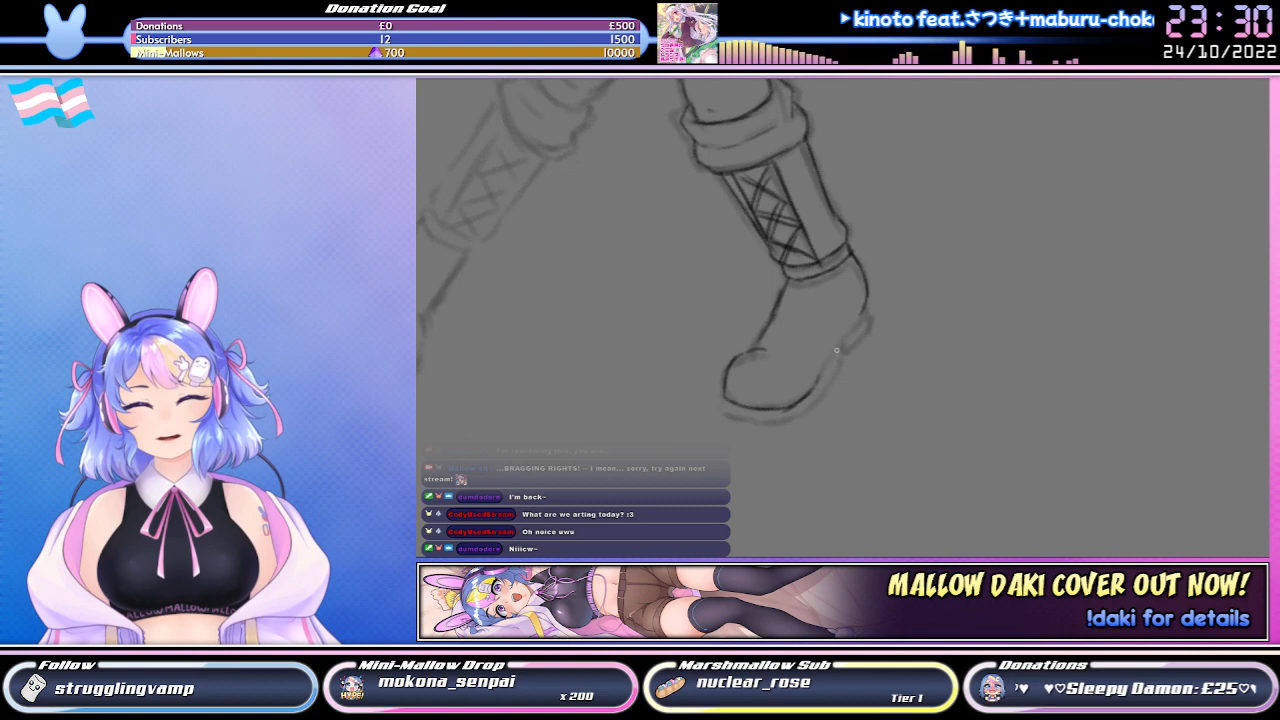 Donation Goal
Donations £0 £500
Subscribers 12 1500
Mini-Mallows 700 10000
kinoto feat.さつき+maburu-choko
23:30
24/10/2022
...BRAGGING RIGHTS! - I mean... sorry, try again next
stream!
dumdodere I'm back~
What are we arting today? :3
Oh noice uwu
dumdodere Niiicw~
MALLOW DAKI COVER OUT NOW!
!daki for details
Follow
strugglingvamp
Mini-Mallow Drop
mokona_senpai
x 200
Marshmallow Sub
nuclear_rose
Tier 1
Donations
Sleepy Damon: £25